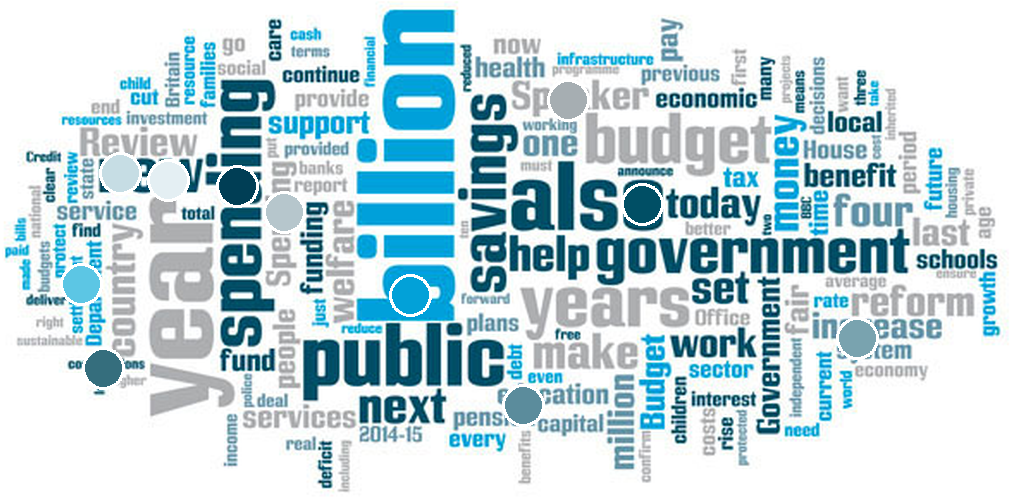 billion
year
spending
public
government
also
savings
budget
years
help
today
next
Review
new
Speaker
support
continue
care
go
social
cash
terms
financial
reduced
now
health
infrastructure
programme
pay
previous
economic
first
many
projects
means
decisions
want
three
take
local
inherited
cost
House
period
money
benefit
tax
BBC
time
two
four
last
future
housing
private
age
schools
ensure
growth
average
reform
rate
increase
system
economy
world
current
fair
independent
Government
need
set
Office
work
sector
interest
children
costs
rise
protected
Budget
million
confirm
make
free
plans
debt
even
education
capital
benefits
every
forward
ten
working
one
must
announce
better
child
cut
Britain
resource
families
end
resources
investment
provide
provided
put
banks
report
Spending
funding
welfare
just
reduce
people
fund
police
deal
services
income
real
deficit
including
2014-15
total
country
service
find
state
review
clear
Credit
national
bills
paid
made
budgets
protect
Department
deliver
right
sustainable